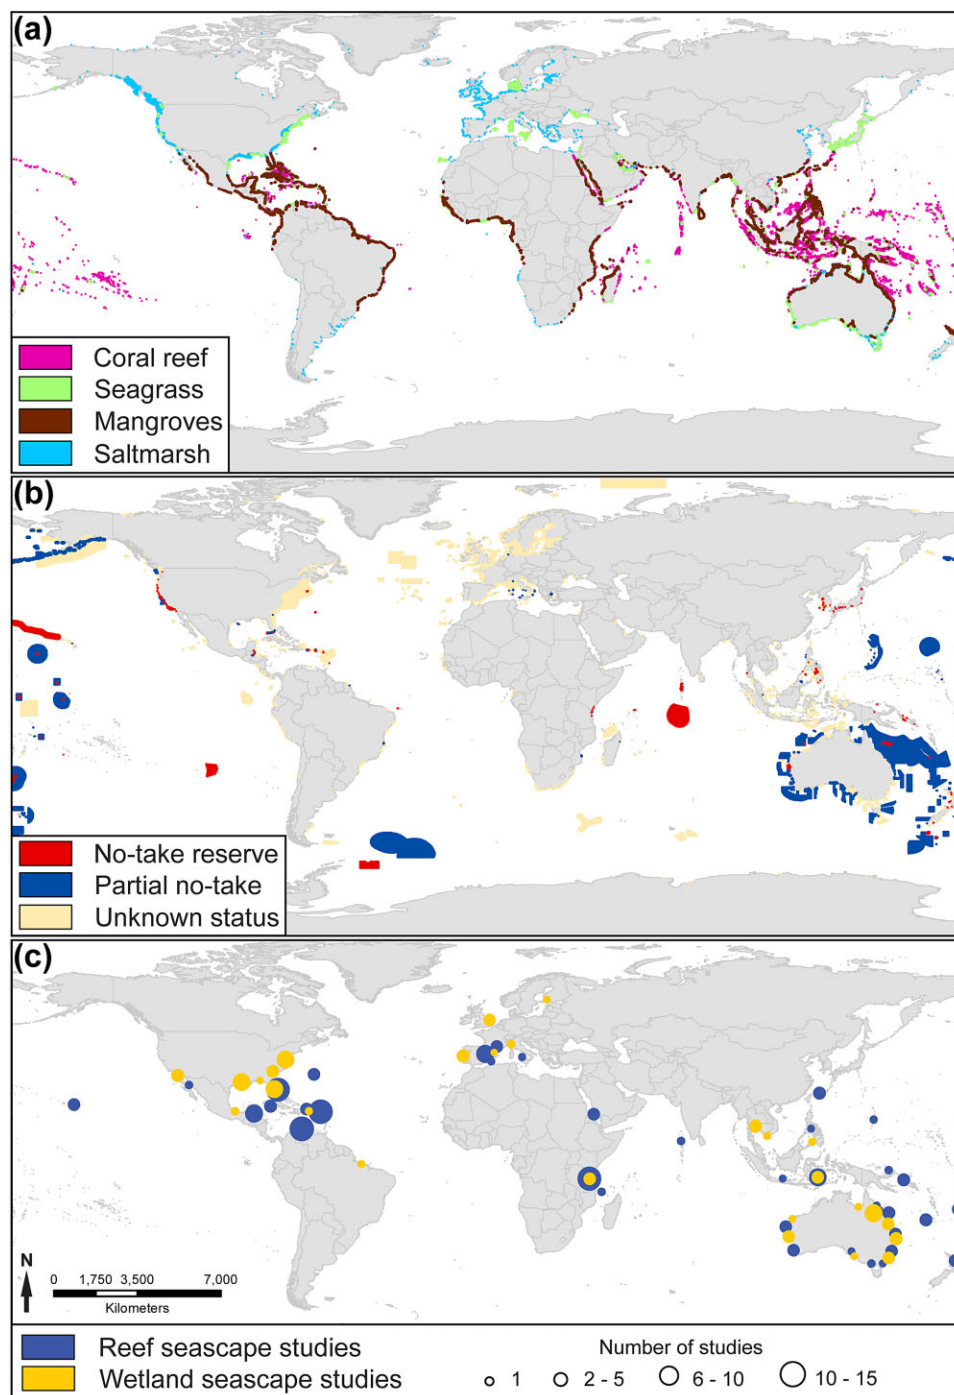 (a)
Coral reef
Seagrass
Mangroves
Saltmarsh
(b)
No-take reserve
Partial no-take
Unknown status
(c)
N
0 1,750 3,500 7,000
Kilometers
Reef seascape studies
Wetland seascape studies
Number of studies
1 2 - 5 6 - 10 10 - 15